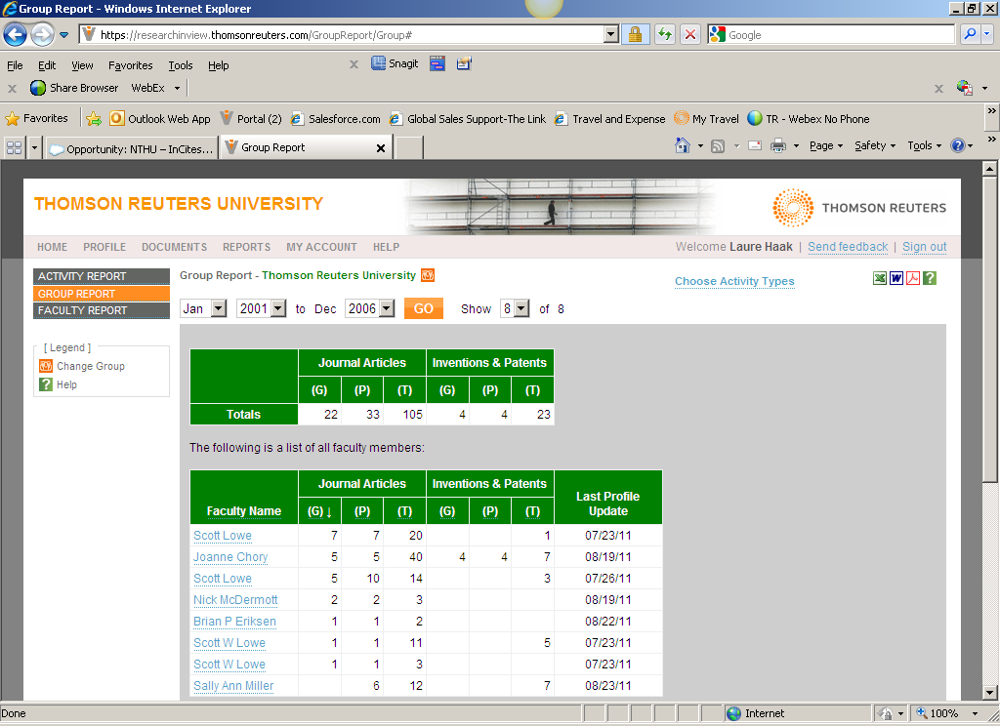 Group Report - Windows Internet Explorer
https://researchinview.thomsonreuters.com/GroupReport/Group#
Google
File Edit View Favorites Tools Help
Snagit
Share Browser WebEx
Favorites
Outlook Web App
Portal (2)
Salesforce.com
Global Sales Support-The Link
Travel and Expense
My Travel
TR - Webex No Phone
Opportunity: NTHU – InCites...
Group Report
Page Safety Tools
THOMSON REUTERS UNIVERSITY
THOMSON REUTERS
HOME PROFILE DOCUMENTS REPORTS MY ACCOUNT HELP
Welcome Laure Haak | Send feedback | Sign out
ACTIVITY REPORT
GROUP REPORT
FACULTY REPORT
[ Legend ]
Change Group
Help
Group Report - Thomson Reuters University
Choose Activity Types
Jan 2001 to Dec 2006 GO Show 8 of 8
Journal Articles Inventions & Patents
(G) (P) (T) (G) (P) (T)
Totals 22 33 105 4 4 23
The following is a list of all faculty members:
Journal Articles Inventions & Patents Last Profile Update
Faculty Name (G) ↓ (P) (T) (G) (P) (T)
Scott Lowe 7 7 20 1 07/23/11
Joanne Chory 5 5 40 4 4 7 08/19/11
Scott Lowe 5 10 14 3 07/26/11
Nick McDermott 2 2 3 08/19/11
Brian P Eriksen 1 1 2 08/22/11
Scott W Lowe 1 1 11 5 07/23/11
Scott W Lowe 1 1 3 07/23/11
Sally Ann Miller 6 12 7 08/23/11
Done
Internet
100%